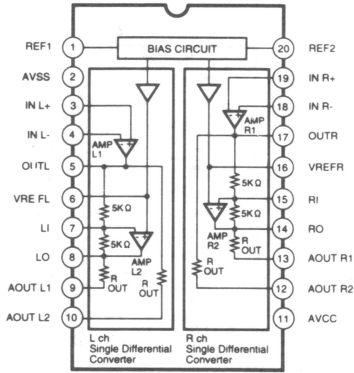 REF1 1 BIAS CIRCUIT 20 REF2
AVSS 2 19 IN R+
IN L+ 3 18 IN R-
AMP R1
IN L- 4 17 OUTR
AMP L1
OUTL 5 16 VREFR
5KΩ 5KΩ
VRE FL 6 15 RI
5KΩ
LI 7 14 RO
5KΩ AMP R2
LO 8 13 AOUT R1
AMP L2 R OUT
AOUT L1 9 12 AOUT R2
R OUT R OUT R OUT
AOUT L2 10 11 AVCC
L ch R ch
Single Differential Single Differential
Converter Converter